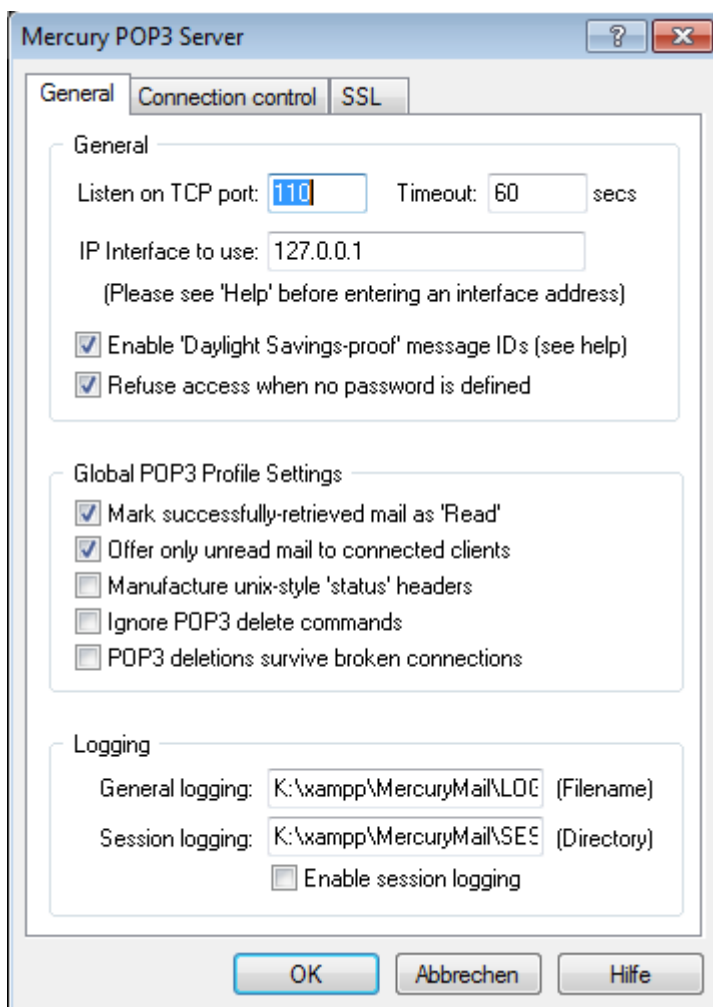 Mercury POP3 Server
General Connection control SSL
General
Listen on TCP port: 110 Timeout: 60 secs
IP Interface to use: 127.0.0.1
(Please see 'Help' before entering an interface address)
Enable 'Daylight Savings-proof' message IDs (see help)
Refuse access when no password is defined
Global POP3 Profile Settings
Mark successfully-retrieved mail as 'Read'
Offer only unread mail to connected clients
Manufacture unix-style 'status' headers
Ignore POP3 delete commands
POP3 deletions survive broken connections
Logging
General logging: K:\xampp\MercuryMail\LOG (Filename)
Session logging: K:\xampp\MercuryMail\SES (Directory)
Enable session logging
OK Abbrechen Hilfe